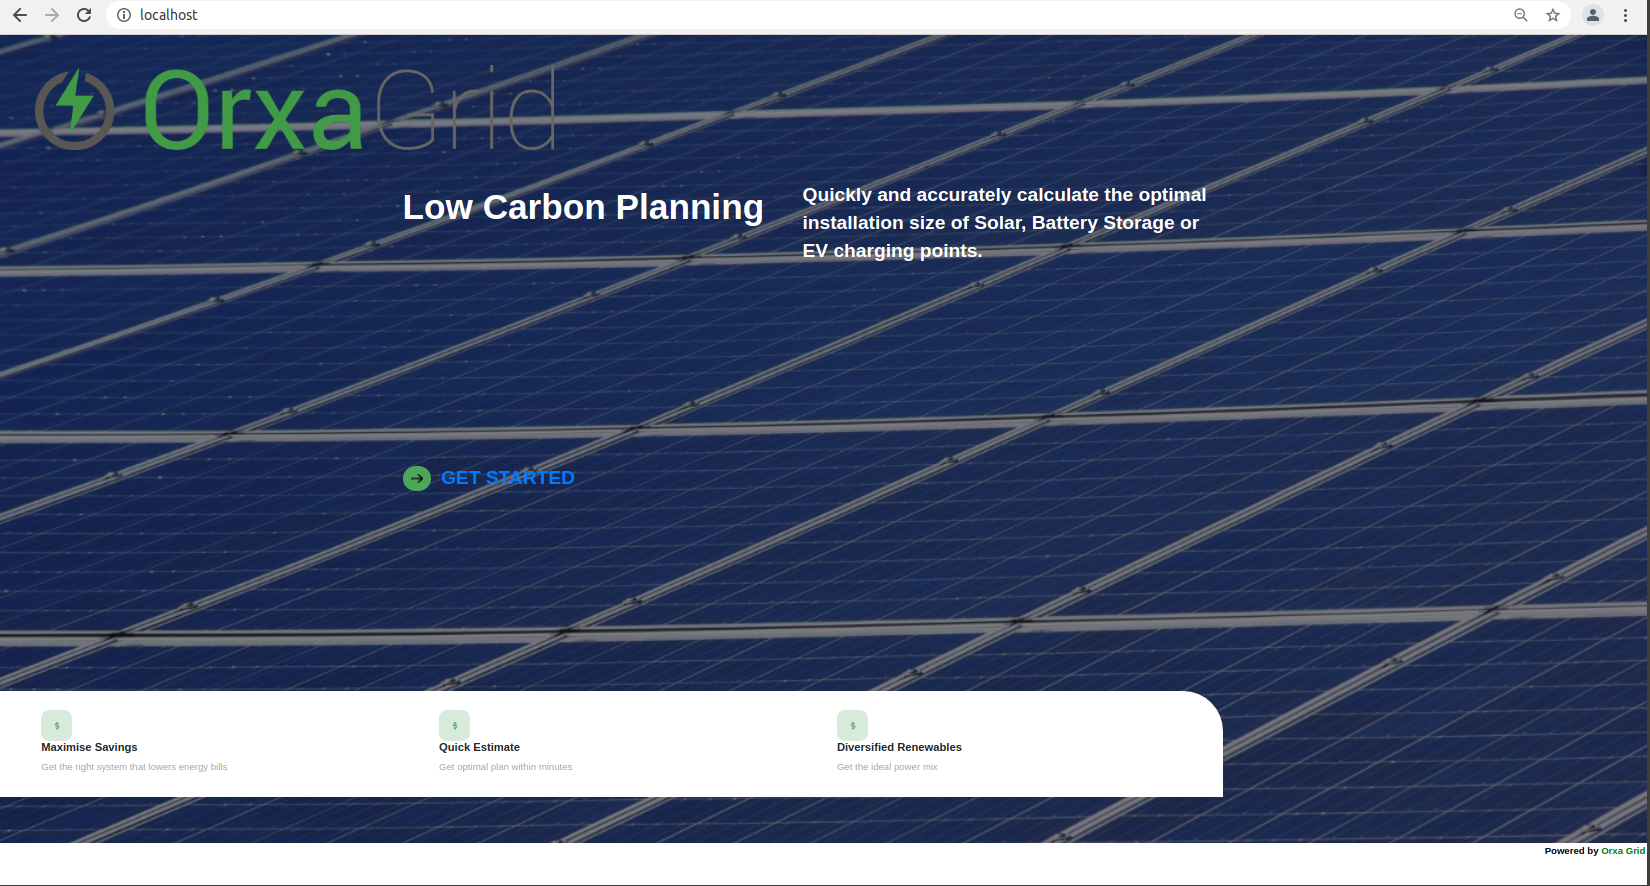 localhost
OrxaGrid
Low Carbon Planning
Quickly and accurately calculate the optimal
installation size of Solar, Battery Storage or
EV charging points.
GET STARTED
$
Maximise Savings
Get the right system that lowers energy bills
$
Quick Estimate
Get optimal plan within minutes
$
Diversified Renewables
Get the ideal power mix
Powered by Orxa Grid